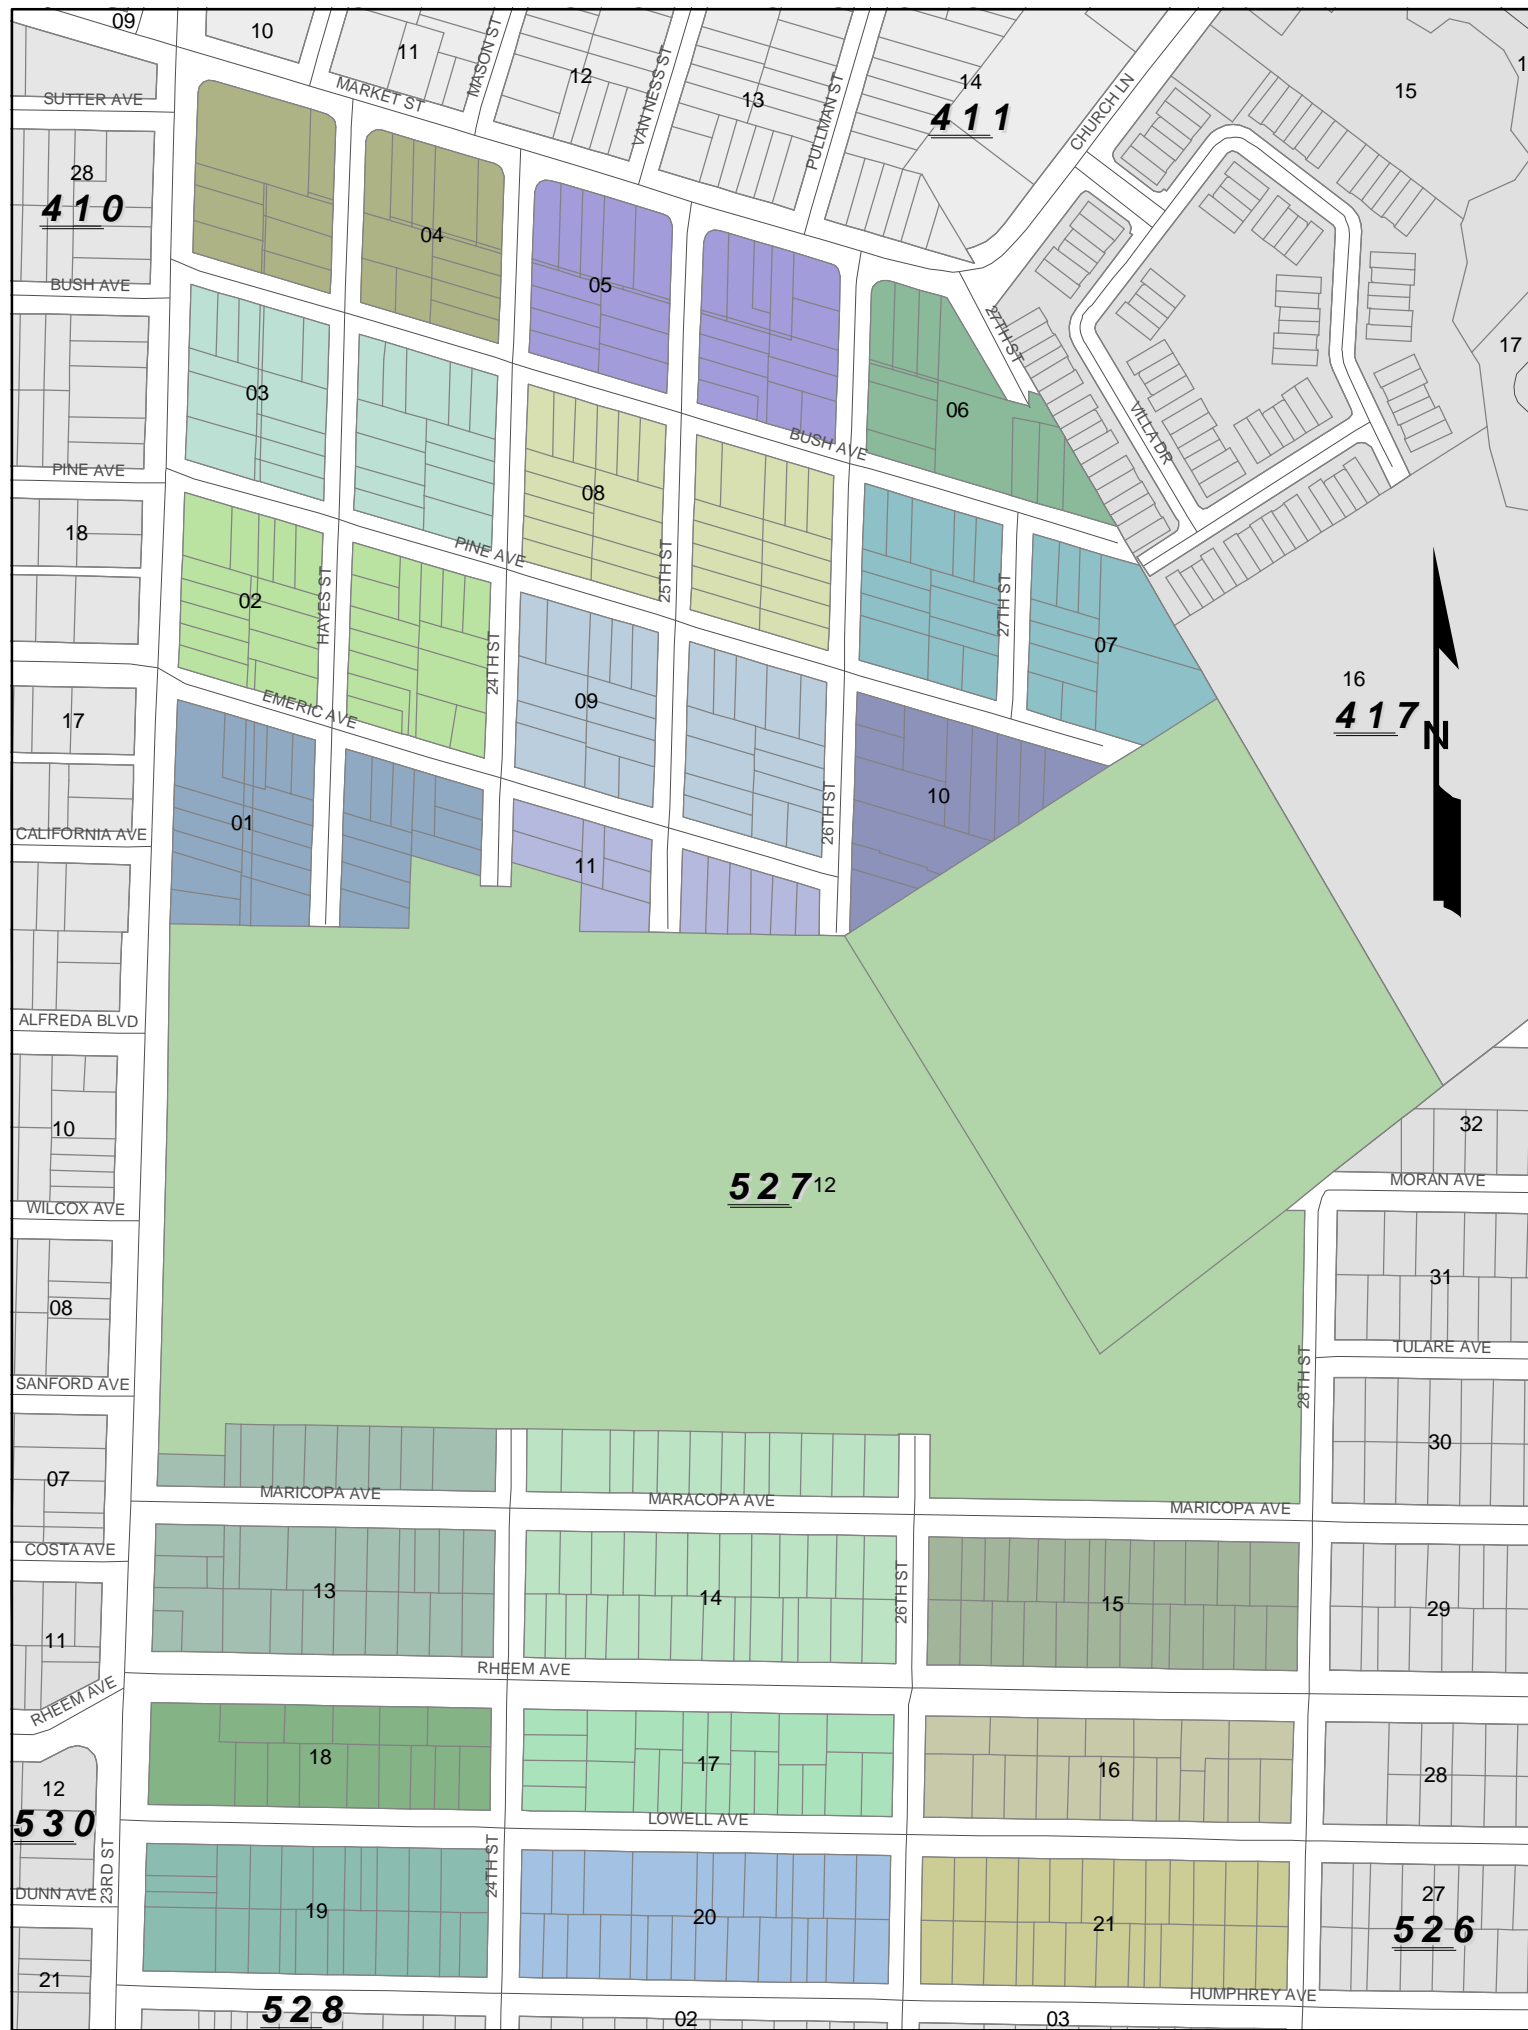 09
10
11
MASON ST
12
VAN NESS ST
13
PULLMAN ST
14
411
CHURCH LN
15
1
SUTTER AVE
MARKET ST
28
410
04
BUSH AVE
05
27TH ST
17
03
06
VILLA DR
BUSH AVE
PINE AVE
08
18
PINE AVE
25TH ST
02
HAYES ST
27TH ST
07
24TH ST
16
417
N
EMERIC AVE
09
17
10
26TH ST
01
CALIFORNIA AVE
11
ALFREDA BLVD
10
32
MORAN AVE
527
12
WILCOX AVE
31
08
TULARE AVE
28TH ST
SANFORD AVE
30
07
MARICOPA AVE
MARACOPA AVE
MARICOPA AVE
COSTA AVE
13
14
26TH ST
15
29
11
RHEEM AVE
RHEEM AVE
18
17
16
28
12
530
LOWELL AVE
23RD ST
24TH ST
DUNN AVE
19
20
21
27
526
21
HUMPHREY AVE
528
02
03